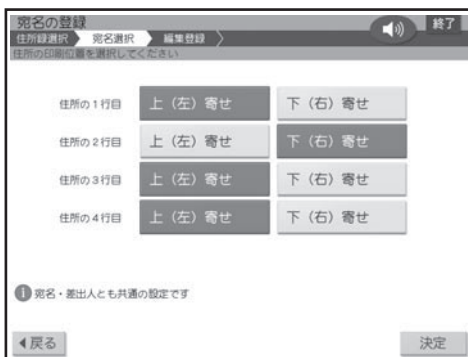 宛名の登録
終了
住所録選択 宛名選択 編集登録
住所の印刷位置を選択してください
住所の1行目 上（左）寄せ 下（右）寄せ
住所の2行目 上（左）寄せ 下（右）寄せ
住所の3行目 上（左）寄せ 下（右）寄せ
住所の4行目 上（左）寄せ 下（右）寄せ
i 宛名・差出人とも共通の設定です
戻る 決定